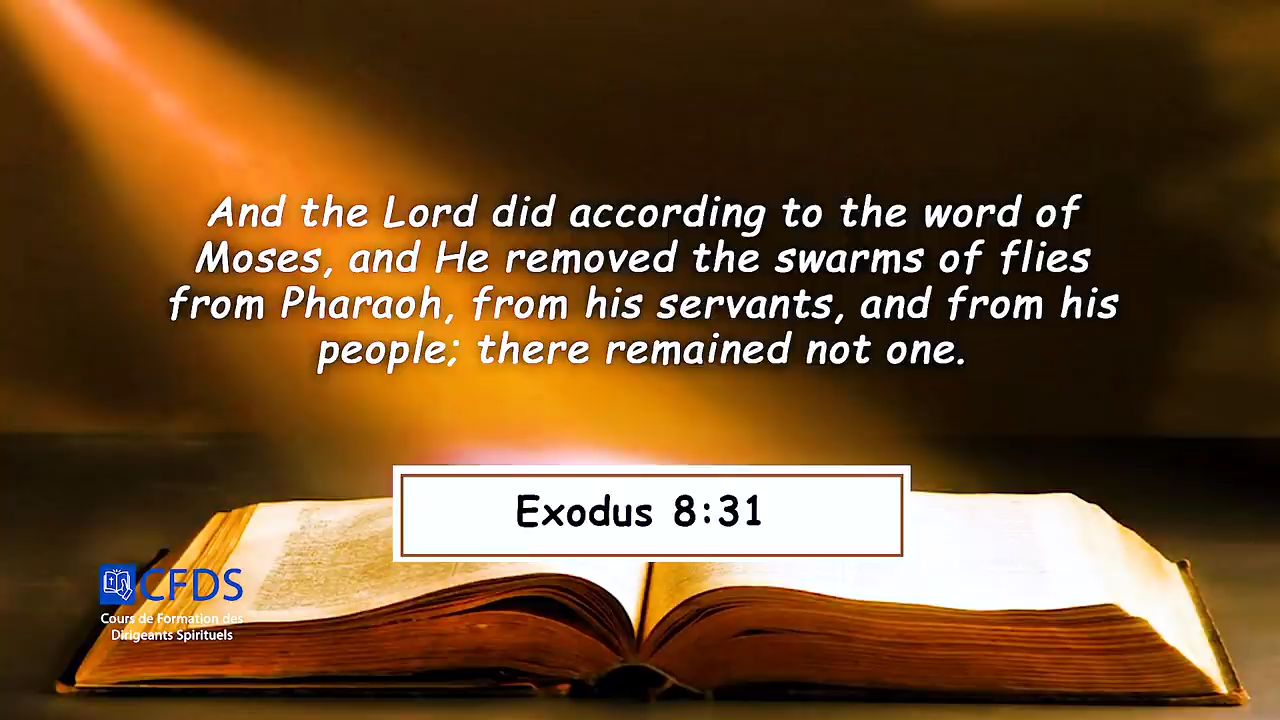 And the Lord did according to the word of
Moses, and He removed the swarms of flies
from Pharaoh, from his servants, and from his
people; there remained not one.
Exodus 8:31
CFDS
Cours de Formation des
Dirigeants Spirituels